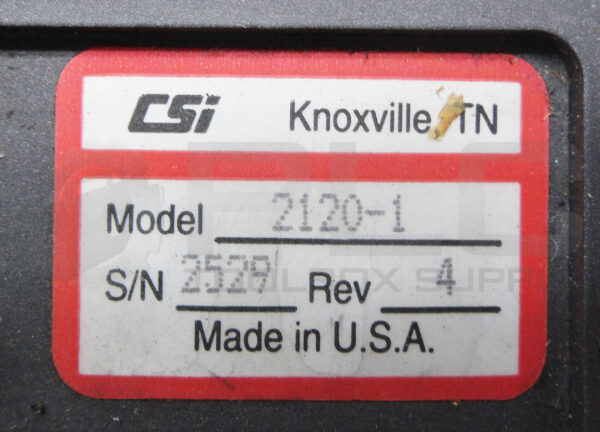 CSi Knoxville, TN
Model 2120-1
S/N 2529 Rev 4
Made in U.S.A.